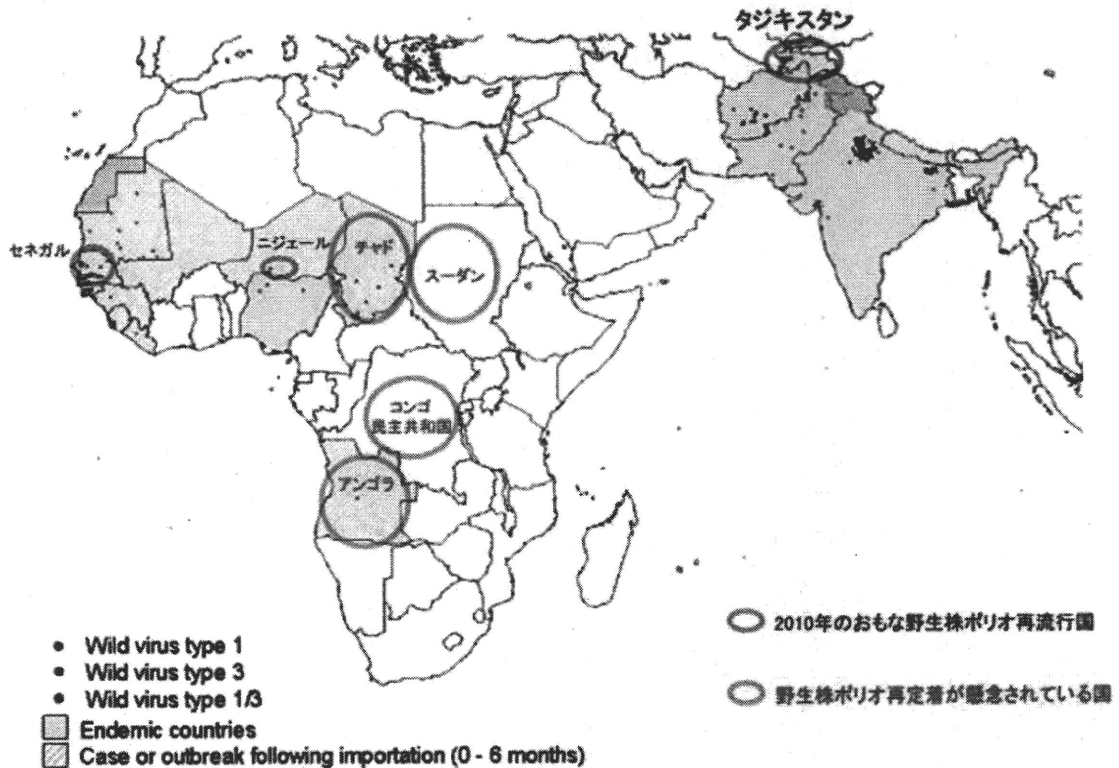 タジキスタン
セネガル
ニジェール
チャド
スーダン
コンゴ
民主共和国
アンゴラ
• Wild virus type 1
• Wild virus type 3
• Wild virus type 1/3
Endemic countries
Case or outbreak following importation (0 - 6 months)
2010年のおもな野生株ポリオ再流行国
野生株ポリオ再定着が懸念されている国